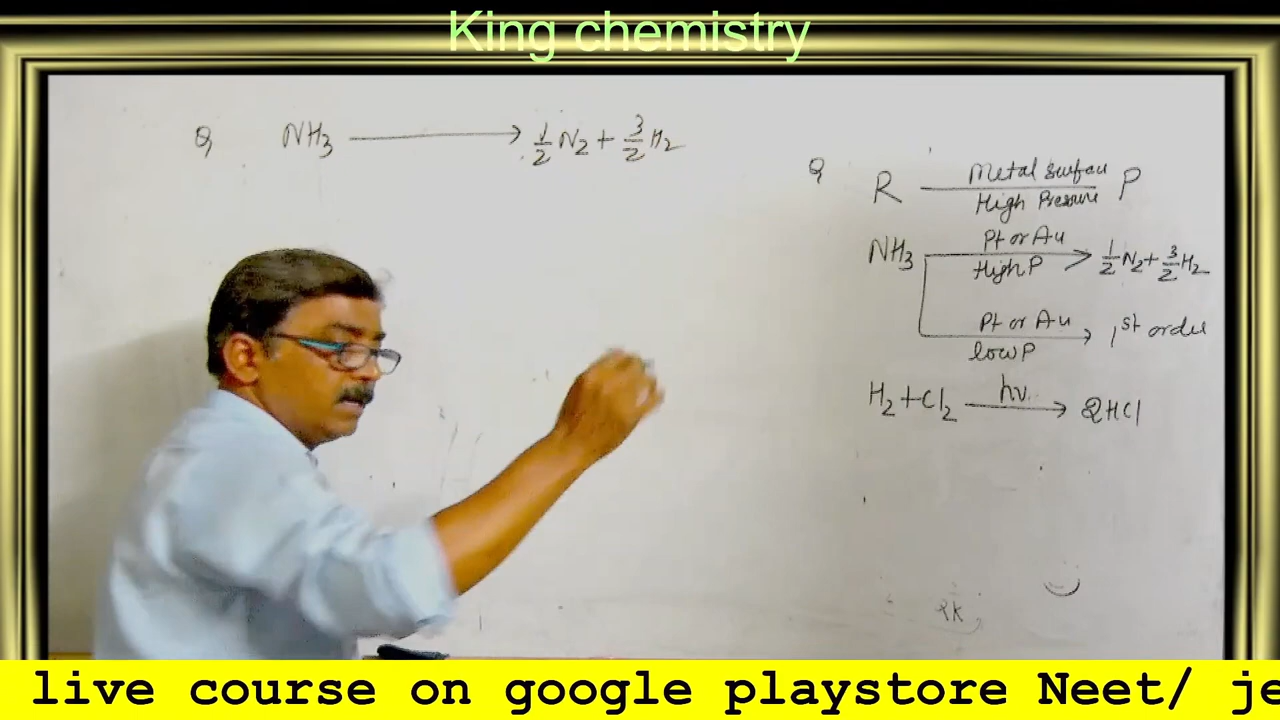 King chemistry
Q NH3 → 1/2 N2 + 3/2 H2
Q R Metal Surface P
High Pressure
NH3 Pt or Au → 1/2 N2 + 3/2 H2
High P
Pt or Au → 1st order
low P
H2 + Cl2 hν → 2HCl
2k
live course on google playstore Neet/ je